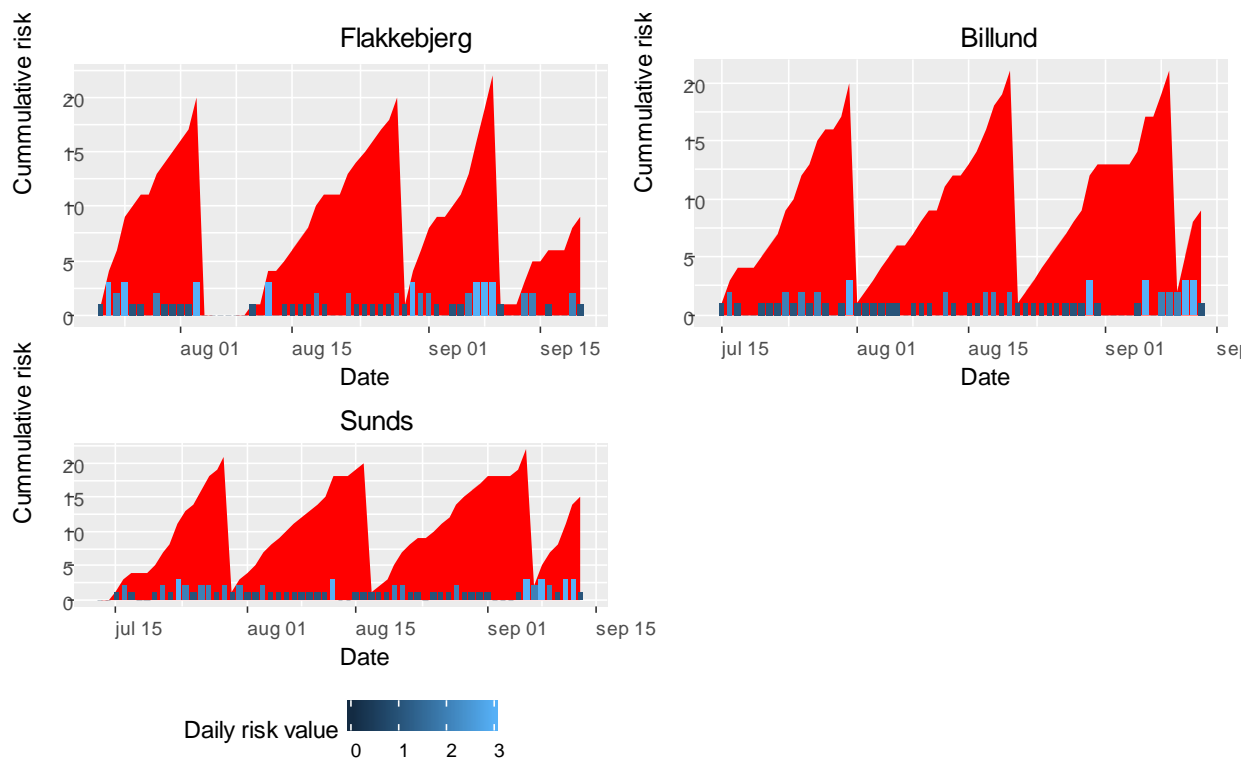 Flakkebjerg
Cummulative risk
20
15
10
5
0
aug 01 aug 15 sep 01 sep 15
Date
Billund
Cummulative risk
20
15
10
5
0
jul 15 aug 01 aug 15 sep 01 se
Date
Sunds
Cummulative risk
20
15
10
5
0
jul 15 aug 01 aug 15 sep 01 sep 15
Date
Daily risk value
0 1 2 3